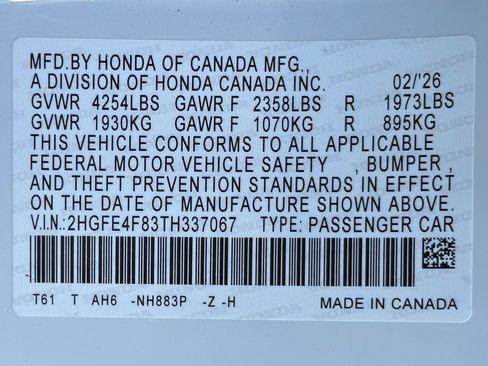 MFD.BY HONDA OF CANADA MFG.,
A DIVISION OF HONDA CANADA INC. 02/'26
GVWR 4254LBS GAWR F 2358LBS R 1973LBS
GVWR 1930KG GAWR F 1070KG R 895KG
THIS VEHICLE CONFORMS TO ALL APPLICABLE
FEDERAL MOTOR VEHICLE SAFETY , BUMPER ,
AND THEFT PREVENTION STANDARDS IN EFFECT
ON THE DATE OF MANUFACTURE SHOWN ABOVE.
V.I.N.:2HGFE4F83TH337067 TYPE: PASSENGER CAR
T61 T AH6 -NH883P -Z -H MADE IN CANADA